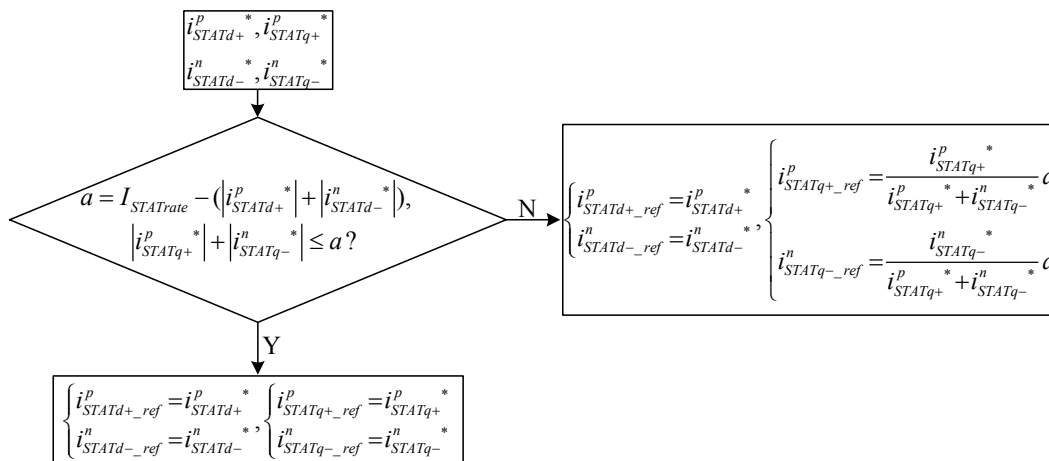 i^p_{STATd+}^*, i^p_{STATq+}^*
i^n_{STATd-}^*, i^n_{STATq-}^*
a = I_{STATrate} − (|i^p_{STATd+}^*| + |i^n_{STATd-}^*|),
|i^p_{STATq+}^*| + |i^n_{STATq-}^*| ≤ a?
N
{ i^p_{STATd+_ref} = i^p_{STATd+}^*
i^n_{STATd-_ref} = i^n_{STATd-}^* ,
{ i^p_{STATq+_ref} = \frac{i^p_{STATq+}^*}{i^p_{STATq+}^* + i^n_{STATq-}^*} a
i^n_{STATq-_ref} = \frac{i^n_{STATq-}^*}{i^p_{STATq+}^* + i^n_{STATq-}^*} a
Y
{ i^p_{STATd+_ref} = i^p_{STATd+}^* , { i^p_{STATq+_ref} = i^p_{STATq+}^*
i^n_{STATd-_ref} = i^n_{STATd-}^* , i^n_{STATq-_ref} = i^n_{STATq-}^*